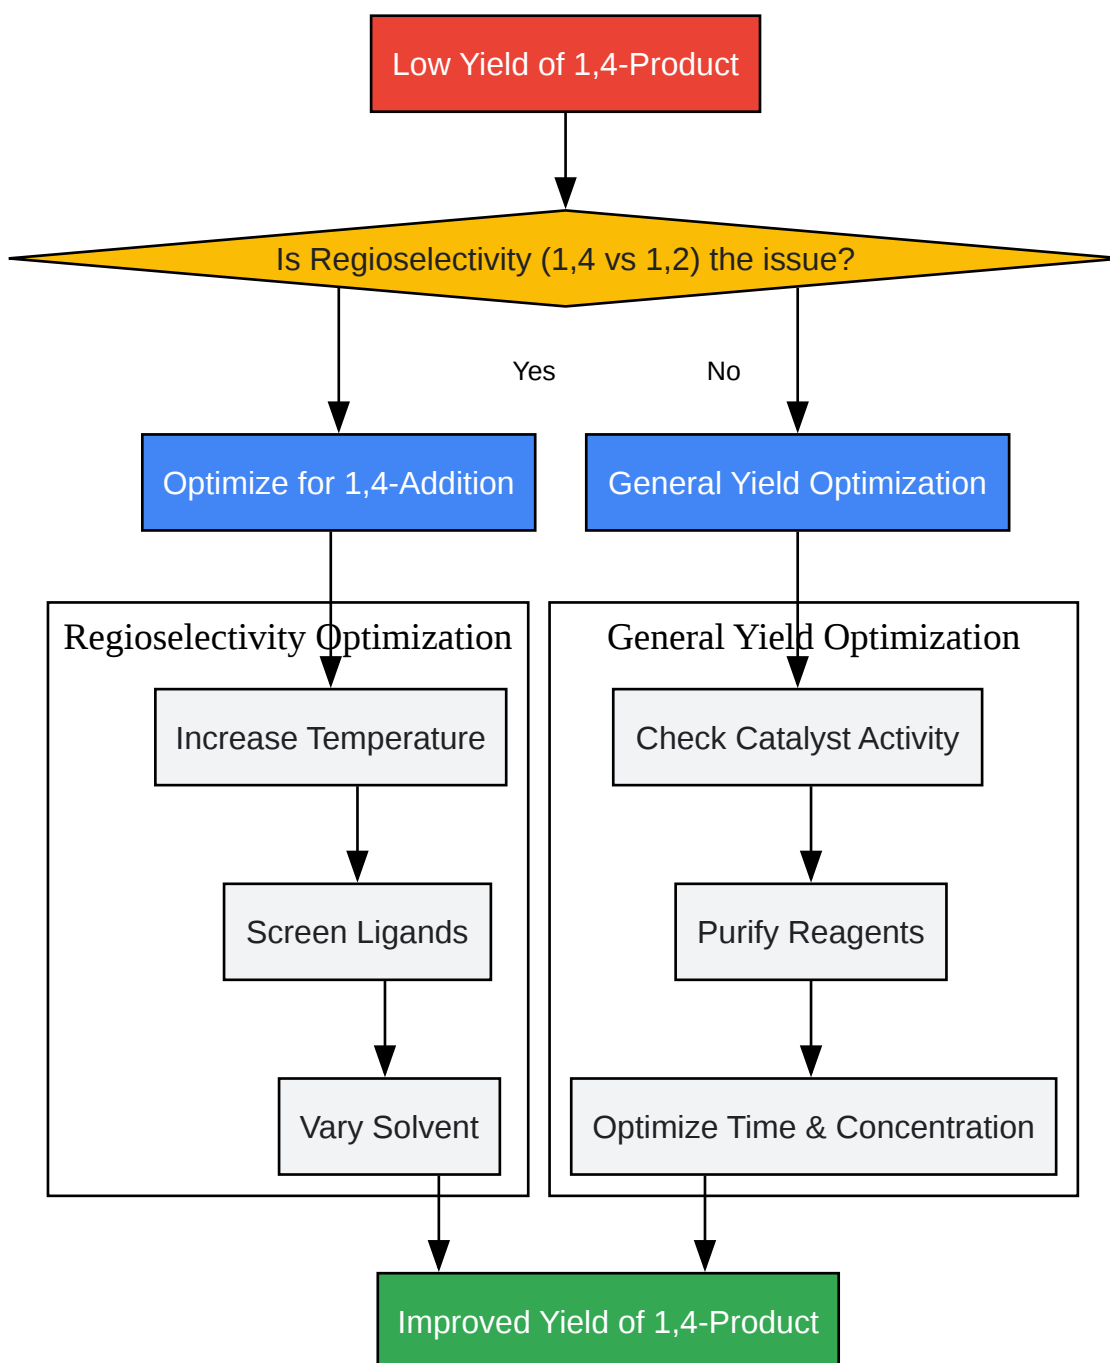 Low Yield of 1,4-Product
Is Regioselectivity (1,4 vs 1,2) the issue?
Yes
No
Optimize for 1,4-Addition
General Yield Optimization
Regioselectivity Optimization
General Yield Optimization
Increase Temperature
Check Catalyst Activity
Screen Ligands
Purify Reagents
Vary Solvent
Optimize Time & Concentration
Improved Yield of 1,4-Product